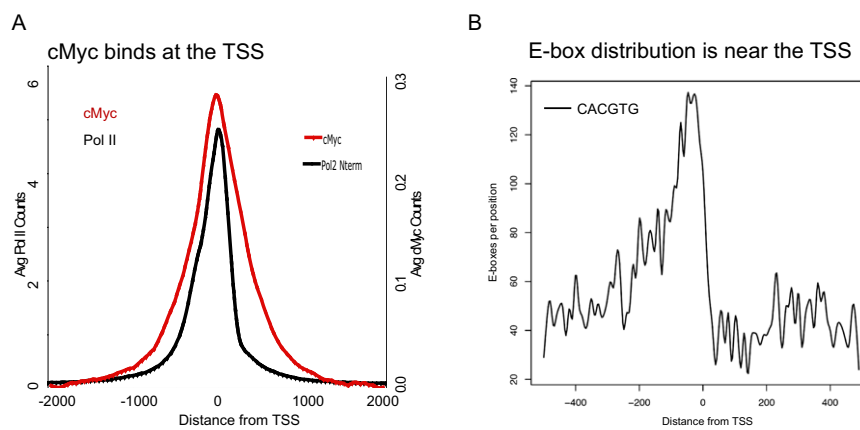 A
cMyc binds at the TSS
6
4
2
0
Avg Pol II Counts
cMyc
Pol II
cMyc
Pol2 Nterm
0.3
0.2
0.1
0.0
Avg dMyc Counts
-2000 -1000 0 1000 2000
Distance from TSS
B
E-box distribution is near the TSS
140
120
100
80
60
40
20
E-boxes per position
CACGTG
−400 −200 0 200 400
Distance from TSS